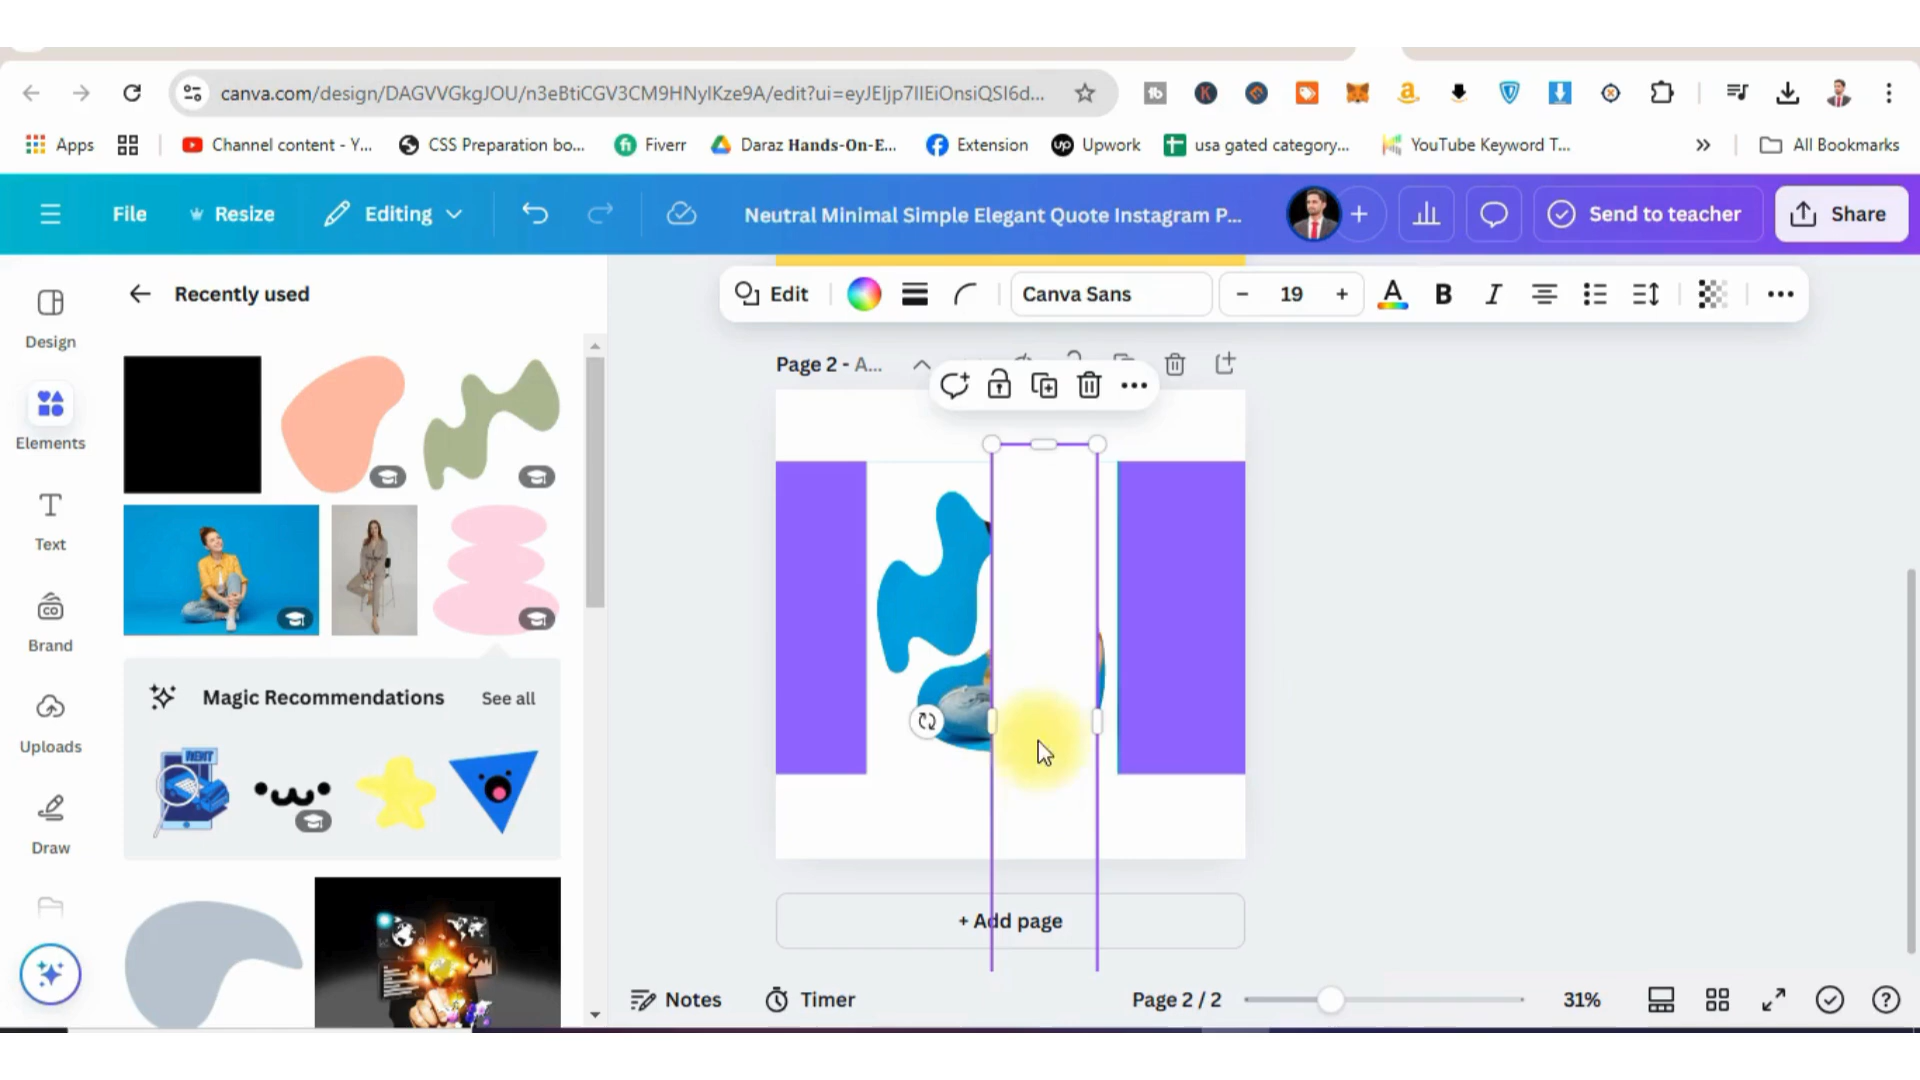 canva.com/design/DAGVVGkgJOU/n3eBtiCGV3CM9HNylKze9A/edit?ui=eyJEIjp7IlEiOnsiQSI6d...
Apps
Channel content - Y...
CSS Preparation bo...
Fiverr
Daraz Hands-On-E...
Extension
Upwork
usa gated category...
YouTube Keyword T...
All Bookmarks
File
Resize
Editing
Neutral Minimal Simple Elegant Quote Instagram P...
Send to teacher
Share
Design
Elements
Text
Brand
Uploads
Draw
Recently used
Magic Recommendations
See all
RENT
Edit
Canva Sans
19
Page 2 - A...
+ Add page
Notes
Timer
Page 2 / 2
31%